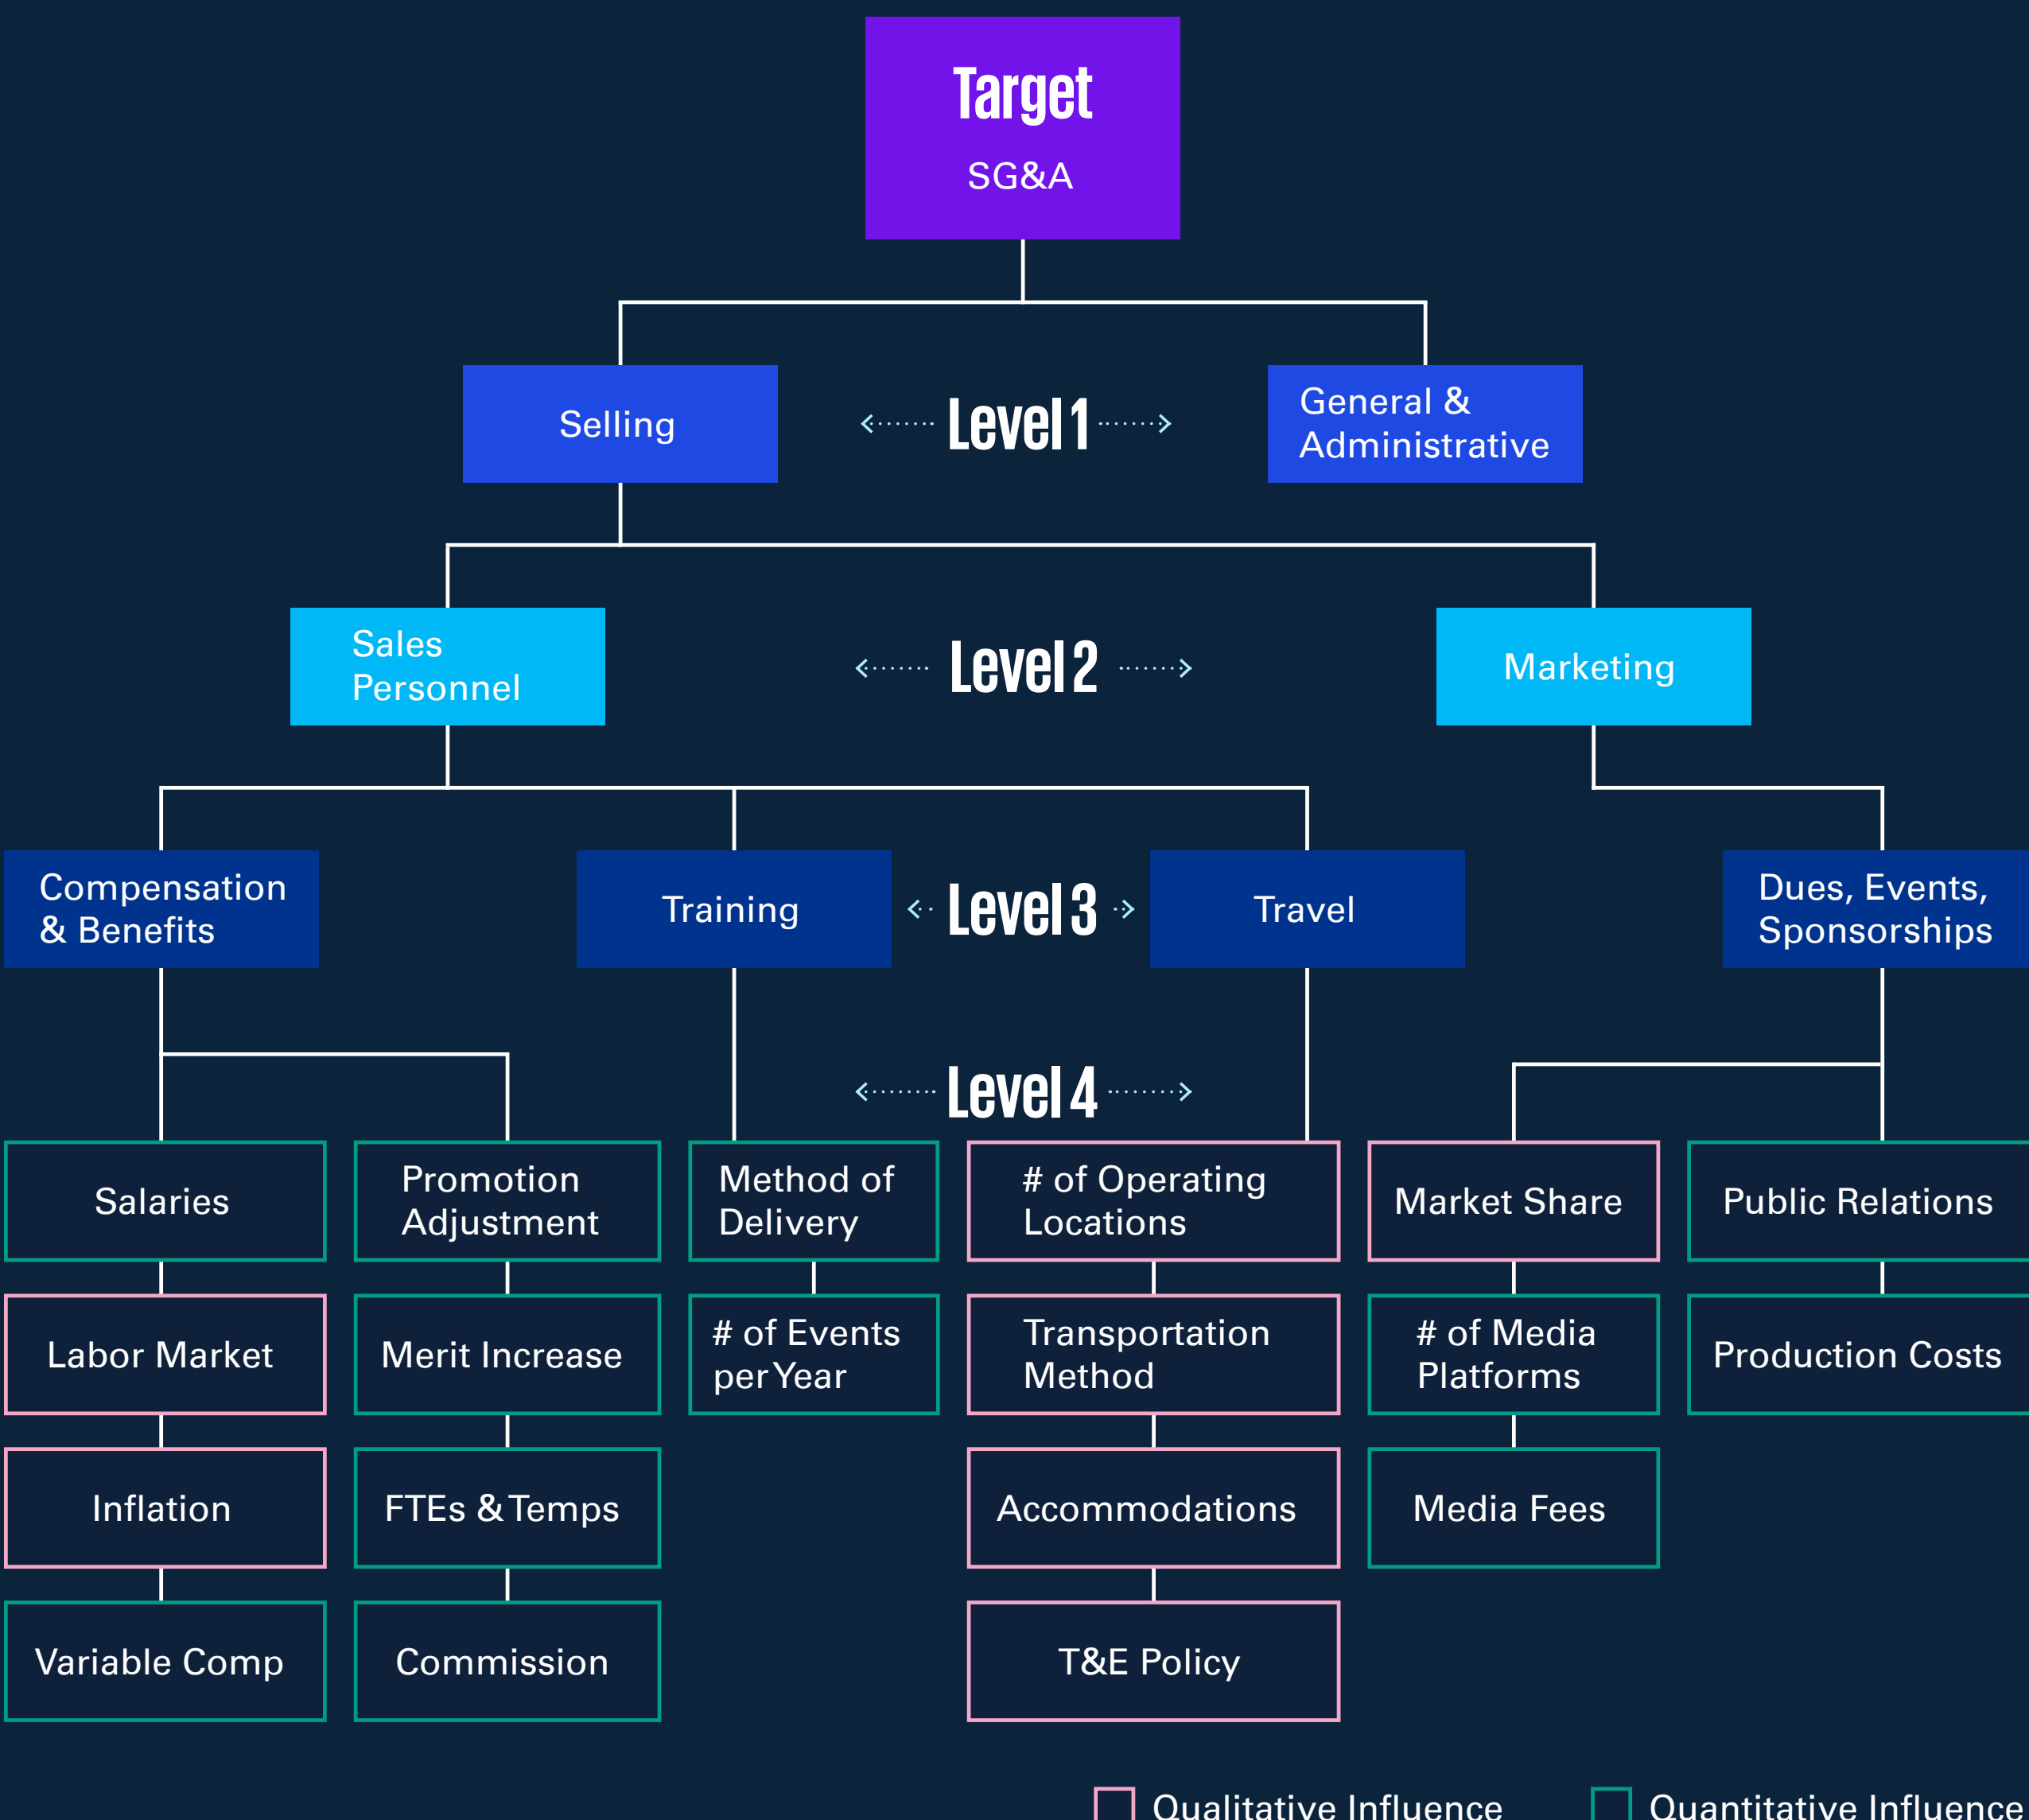 Target
SG&A
Selling
Level 1
General &
Administrative
Sales
Personnel
Level 2
Marketing
Compensation
& Benefits
Training
Level 3
Travel
Dues, Events,
Sponsorships
Level 4
Salaries
Promotion
Adjustment
Method of
Delivery
# of Operating
Locations
Market Share
Public Relations
Labor Market
Merit Increase
# of Events
per Year
Transportation
Method
# of Media
Platforms
Production Costs
Inflation
FTEs & Temps
Accommodations
Media Fees
Variable Comp
Commission
T&E Policy
Qualitative Influence
Quantitative Influence